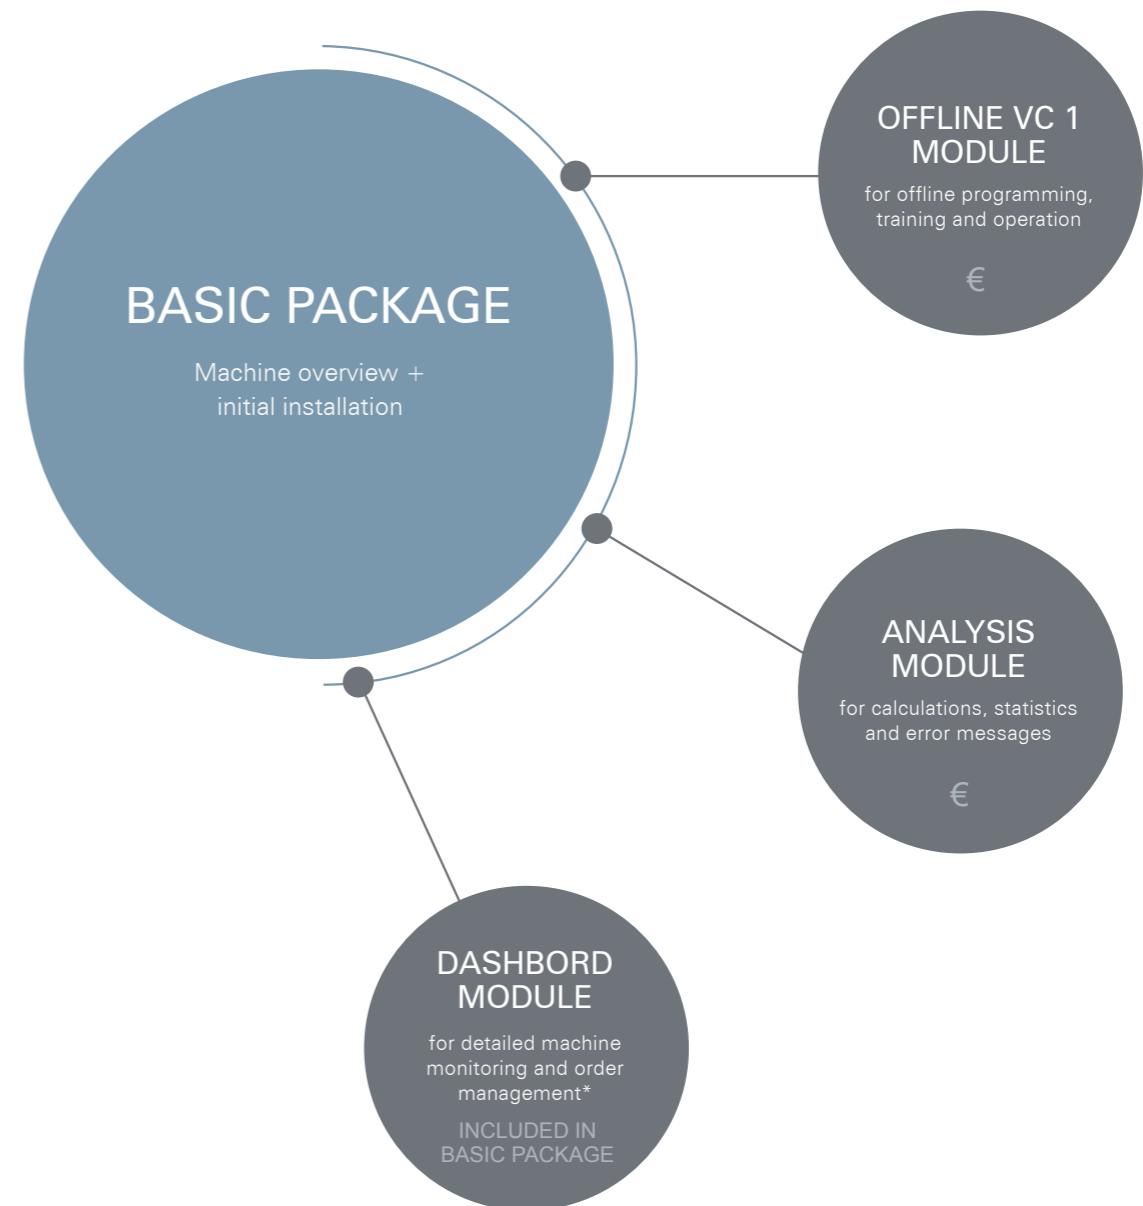 BASIC PACKAGE
Machine overview +
initial installation
OFFLINE VC 1
MODULE
for offline programming,
training and operation
€
ANALYSIS
MODULE
for calculations, statistics
and error messages
€
DASHBORD
MODULE
for detailed machine
monitoring and order
management*
INCLUDED IN
BASIC PACKAGE